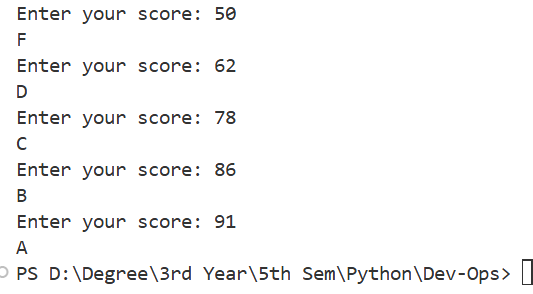 Enter your score: 50
F
Enter your score: 62
D
Enter your score: 78
C
Enter your score: 86
B
Enter your score: 91
A
PS D:\Degree\3rd Year\5th Sem\Python\Dev-Ops>